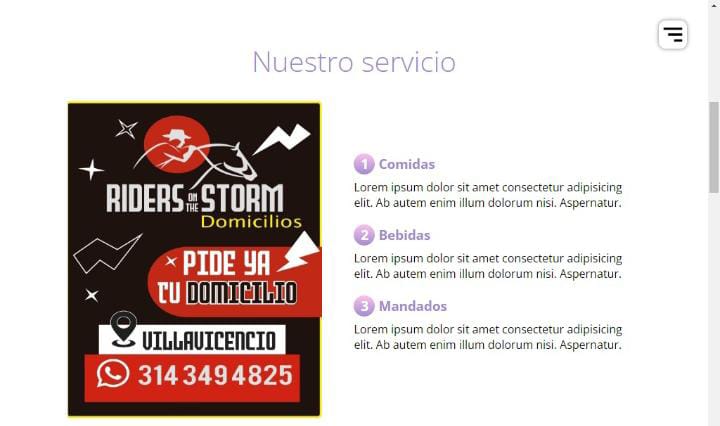 Nuestro servicio
RIDERS ON THE STORM
Domicilios
PIDE YA
TU DOMICILIO
VILLAVICENCIO
314 349 4825
1 Comidas
Lorem ipsum dolor sit amet consectetur adipisicing
elit. Ab autem enim illum dolorum nisi. Aspernatur.
2 Bebidas
Lorem ipsum dolor sit amet consectetur adipisicing
elit. Ab autem enim illum dolorum nisi. Aspernatur.
3 Mandados
Lorem ipsum dolor sit amet consectetur adipisicing
elit. Ab autem enim illum dolorum nisi. Aspernatur.